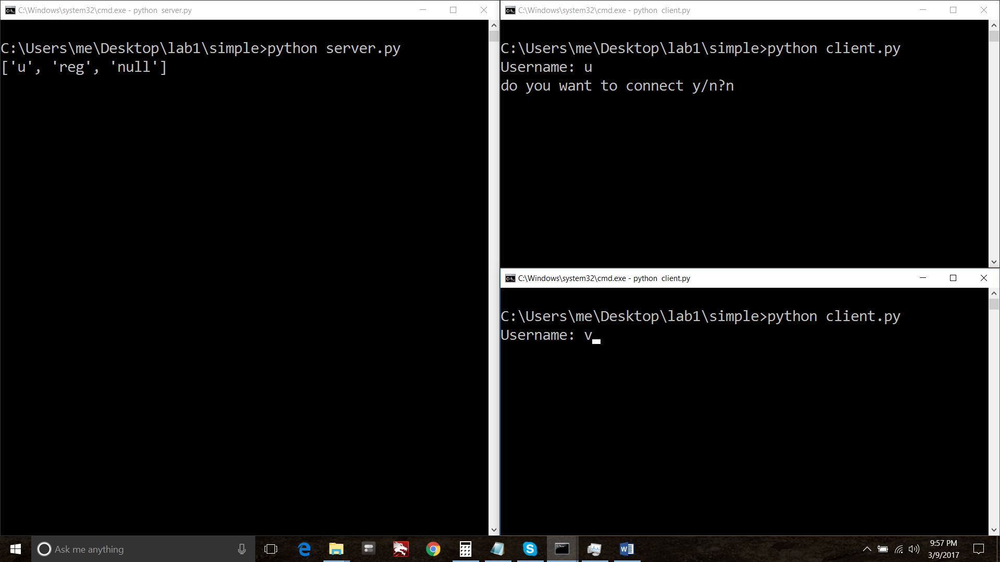 C:\Windows\system32\cmd.exe - python  server.py
C:\Users\me\Desktop\lab1\simple>python server.py
['u', 'reg', 'null']
C:\Windows\system32\cmd.exe - python  client.py
C:\Users\me\Desktop\lab1\simple>python client.py
Username: u
do you want to connect y/n?n
C:\Windows\system32\cmd.exe - python  client.py
C:\Users\me\Desktop\lab1\simple>python client.py
Username: v
Ask me anything
9:57 PM
3/9/2017